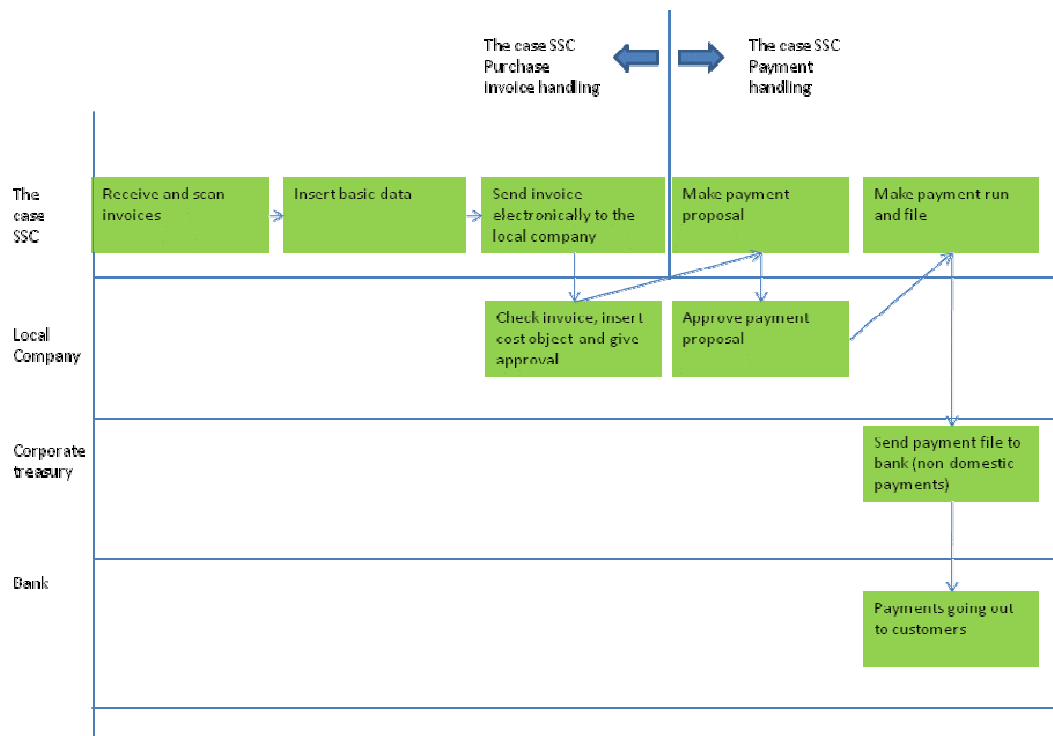 The case SSC
Purchase
invoice handling
The case SSC
Payment
handling
The
case
SSC
Receive and scan
invoices
Insert basic data
Send invoice
electronically to the
local company
Make payment
proposal
Make payment run
and file
Local
Company
Check invoice, insert
cost object and give
approval
Approve payment
proposal
Corporate
treasury
Send payment file to
bank (non domestic
payments)
Bank
Payments going out
to customers